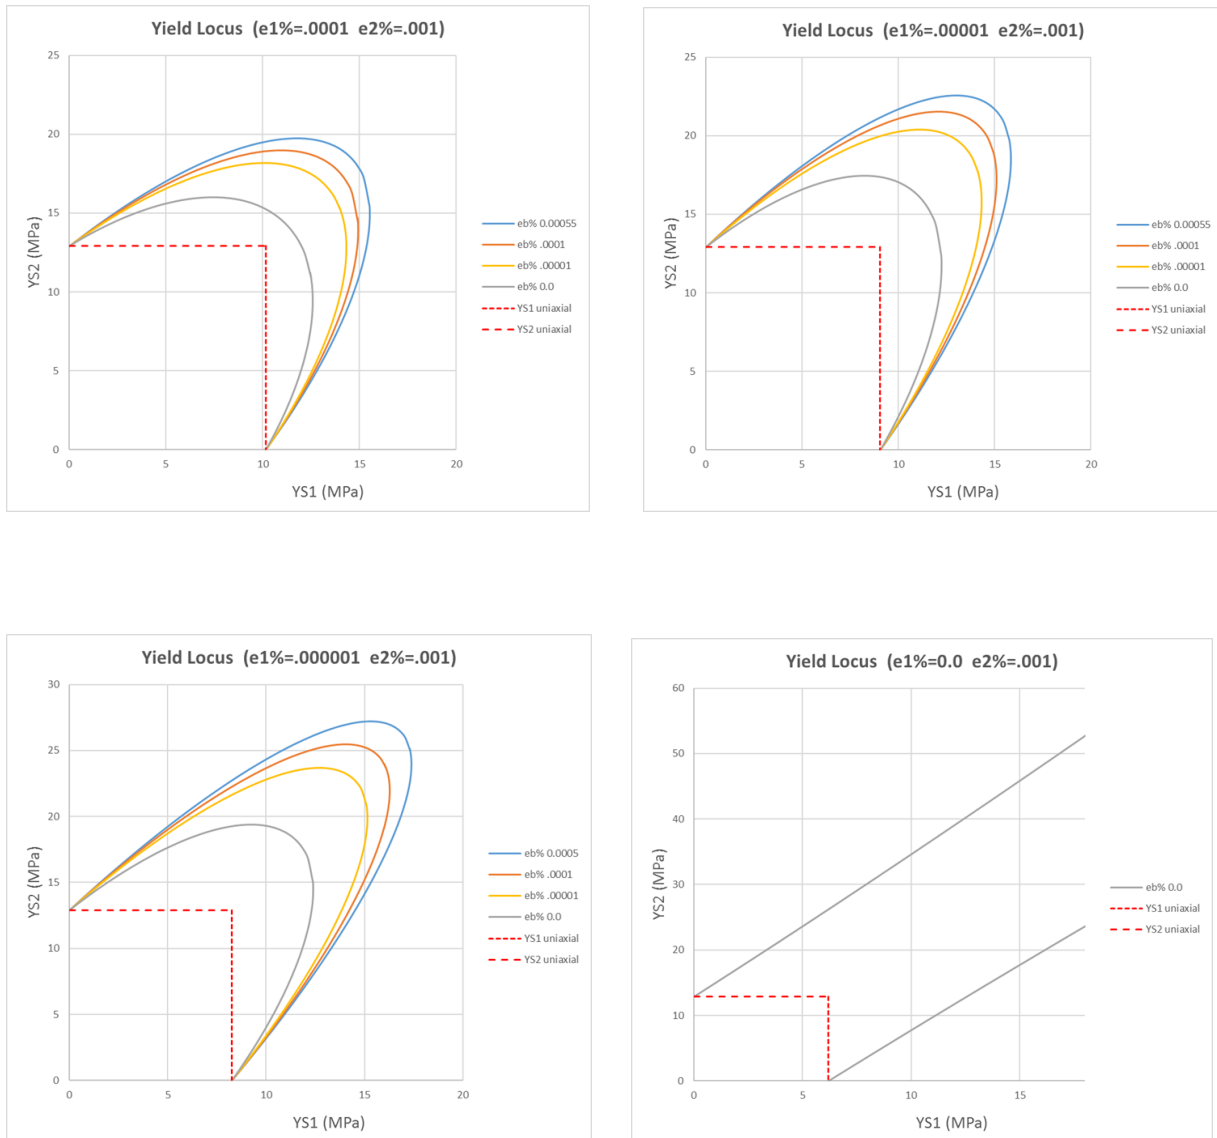 Yield Locus (e1%=.0001 e2%=.001)
25
20
15
10
5
0
YS2 (MPa)
0 5 10 15 20
YS1 (MPa)
eb% 0.00055
eb% .0001
eb% .00001
eb% 0.0
YS1 uniaxial
YS2 uniaxial
Yield Locus (e1%=.00001 e2%=.001)
25
20
15
10
5
0
YS2 (MPa)
0 5 10 15 20
YS1 (MPa)
eb% 0.00055
eb% .0001
eb% .00001
eb% 0.0
YS1 uniaxial
YS2 uniaxial
Yield Locus (e1%=.000001 e2%=.001)
30
25
20
15
10
5
0
YS2 (MPa)
0 5 10 15 20
YS1 (MPa)
eb% 0.0005
eb% .0001
eb% .00001
eb% 0.0
YS1 uniaxial
YS2 uniaxial
Yield Locus (e1%=0.0 e2%=.001)
60
50
40
30
20
10
0
YS2 (MPa)
0 5 10 15
YS1 (MPa)
eb% 0.0
YS1 uniaxial
YS2 uniaxial